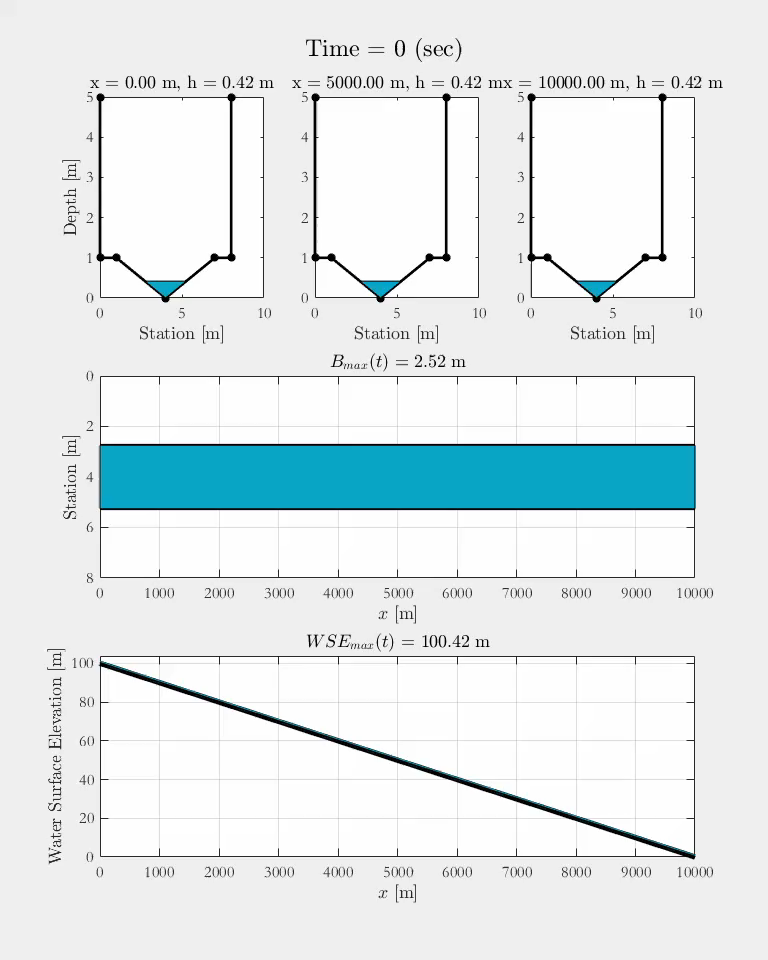 Time = 0 (sec)
x = 0.00 m, h = 0.42 m
x = 5000.00 m, h = 0.42 m
x = 10000.00 m, h = 0.42 m
5
4
3
2
1
0
Depth [m]
0 5 10
Station [m]
5
4
3
2
1
0
0 5 10
Station [m]
5
4
3
2
1
0
0 5 10
Station [m]
B_max(t) = 2.52 m
0
2
4
6
8
Station [m]
0 1000 2000 3000 4000 5000 6000 7000 8000 9000 10000
x [m]
WSE_max(t) = 100.42 m
100
80
60
40
20
0
Water Surface Elevation [m]
0 1000 2000 3000 4000 5000 6000 7000 8000 9000 10000
x [m]